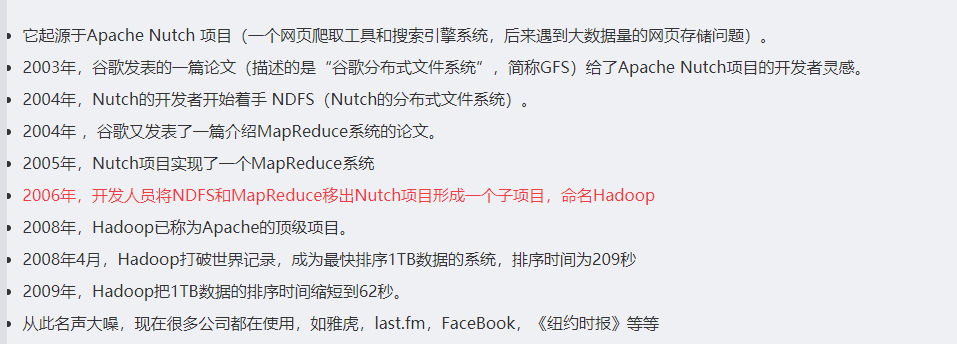 它起源于Apache Nutch 项目（一个网页爬取工具和搜索引擎系统，后来遇到大数据量的网页存储问题）。
2003年，谷歌发表的一篇论文（描述的是“谷歌分布式文件系统”，简称GFS）给了Apache Nutch项目的开发者灵感。
2004年，Nutch的开发者开始着手 NDFS（Nutch的分布式文件系统）。
2004年 ，谷歌又发表了一篇介绍MapReduce系统的论文。
2005年，Nutch项目实现了一个MapReduce系统
2006年，开发人员将NDFS和MapReduce移出Nutch项目形成一个子项目，命名Hadoop
2008年，Hadoop已称为Apache的顶级项目。
2008年4月，Hadoop打破世界记录，成为最快排序1TB数据的系统，排序时间为209秒
2009年，Hadoop把1TB数据的排序时间缩短到62秒。
从此名声大噪，现在很多公司都在使用，如雅虎，last.fm，FaceBook，《纽约时报》等等